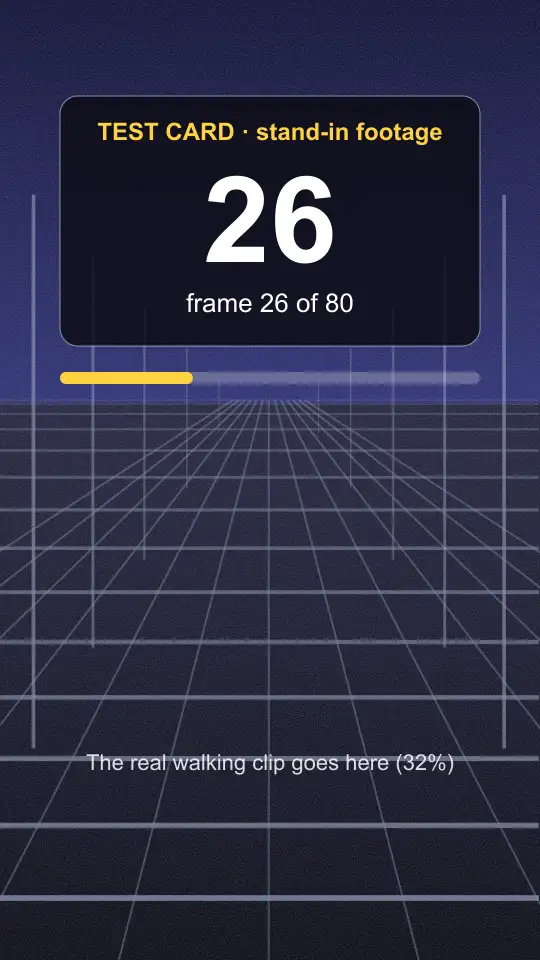 TEST CARD · stand-in footage
26
frame 26 of 80
The real walking clip goes here (32%)